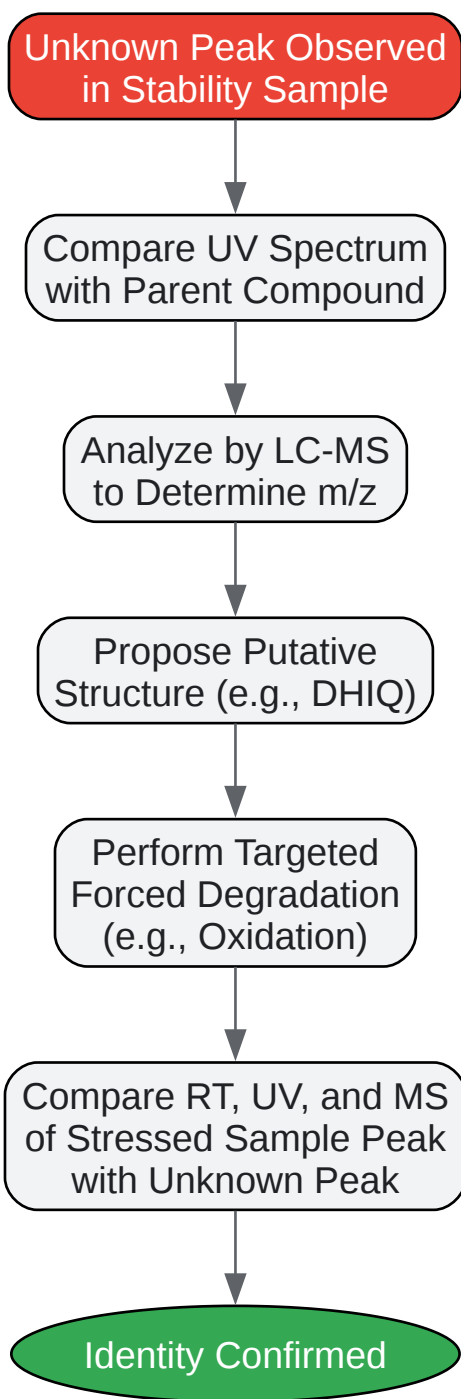 Unknown Peak Observed
in Stability Sample
Compare UV Spectrum
with Parent Compound
Analyze by LC-MS
to Determine m/z
Propose Putative
Structure (e.g., DHIQ)
Perform Targeted
Forced Degradation
(e.g., Oxidation)
Compare RT, UV, and MS
of Stressed Sample Peak
with Unknown Peak
Identity Confirmed